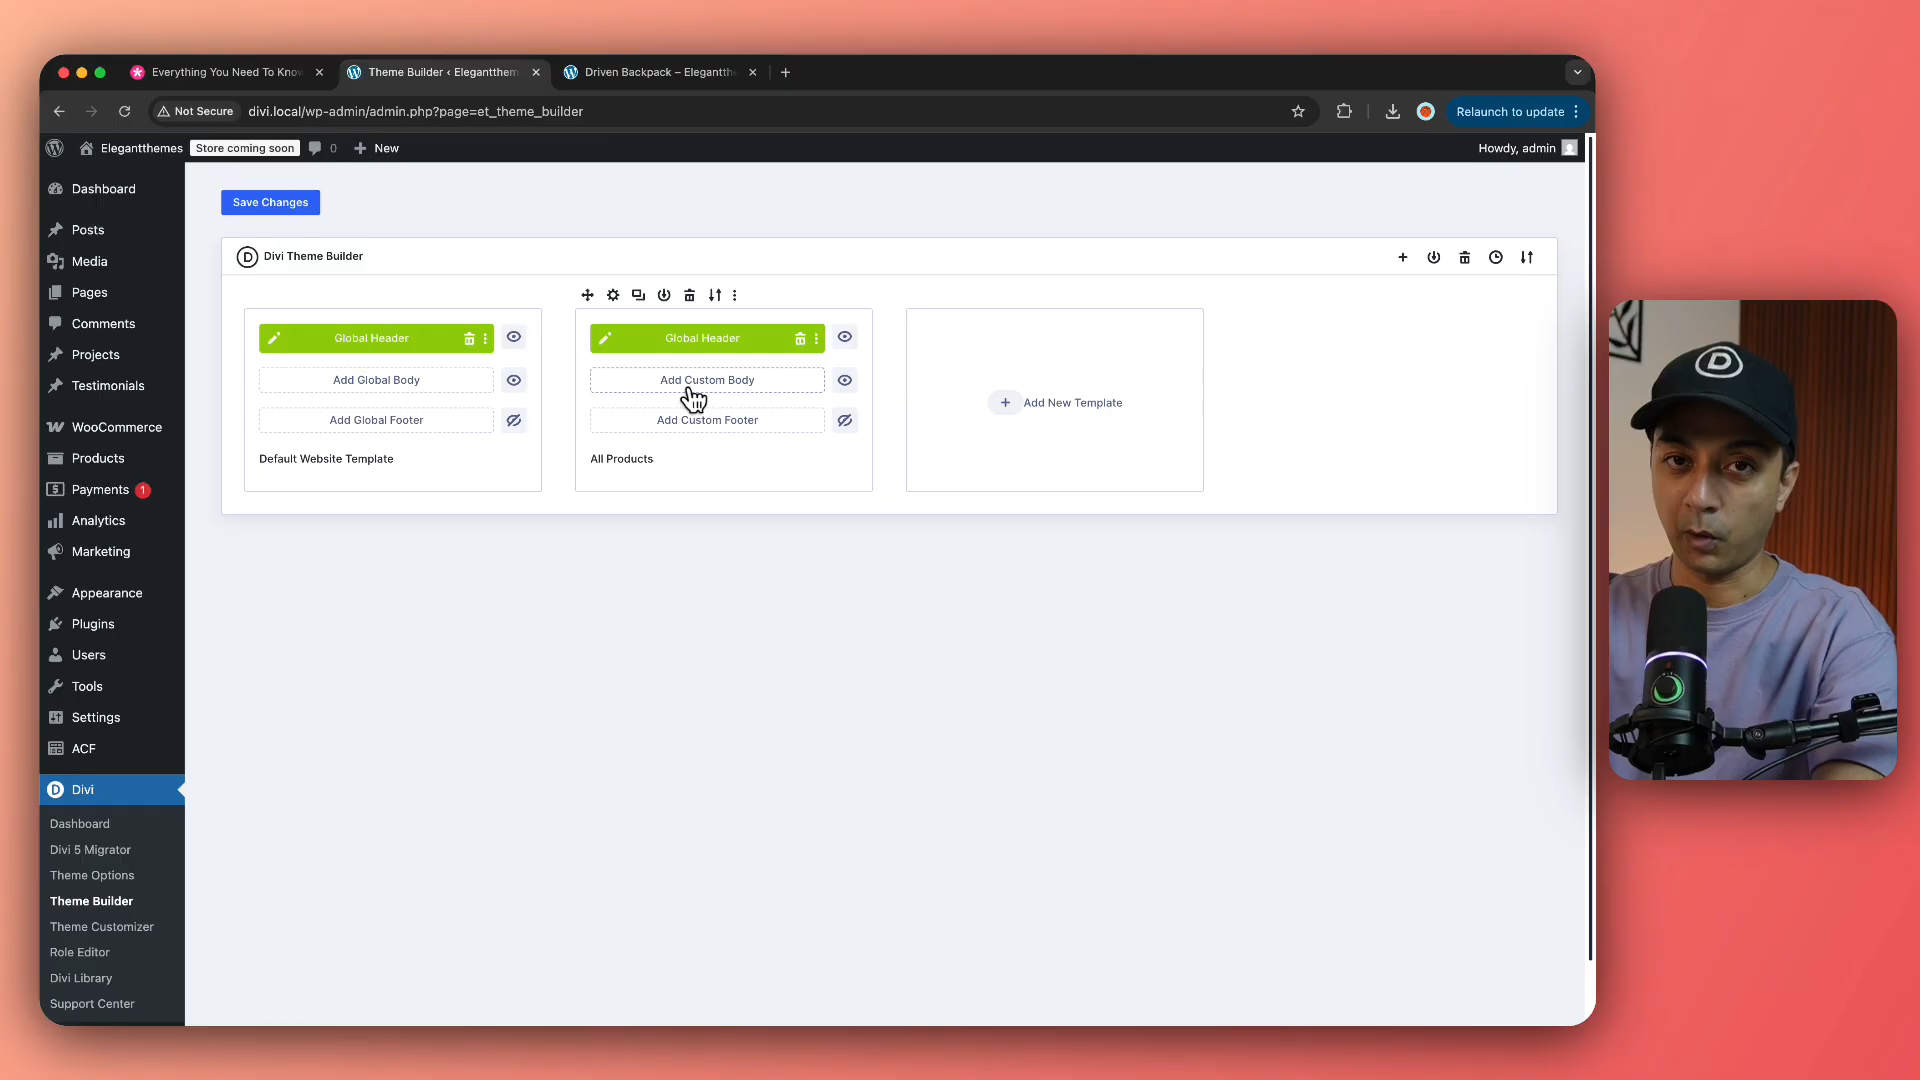 Everything You Need To Know
Theme Builder ‹ Elegantthem
Driven Backpack – Elegantthe
Not Secure
divi.local/wp-admin/admin.php?page=et_theme_builder
Relaunch to update
Elegantthemes
Store coming soon
0
New
Howdy, admin
Dashboard
Posts
Media
Pages
Comments
Projects
Testimonials
WooCommerce
Products
Payments 1
Analytics
Marketing
Appearance
Plugins
Users
Tools
Settings
ACF
Divi
Dashboard
Divi 5 Migrator
Theme Options
Theme Builder
Theme Customizer
Role Editor
Divi Library
Support Center
Save Changes
D Divi Theme Builder
Global Header
Add Global Body
Add Global Footer
Default Website Template
Global Header
Add Custom Body
Add Custom Footer
All Products
Add New Template
D